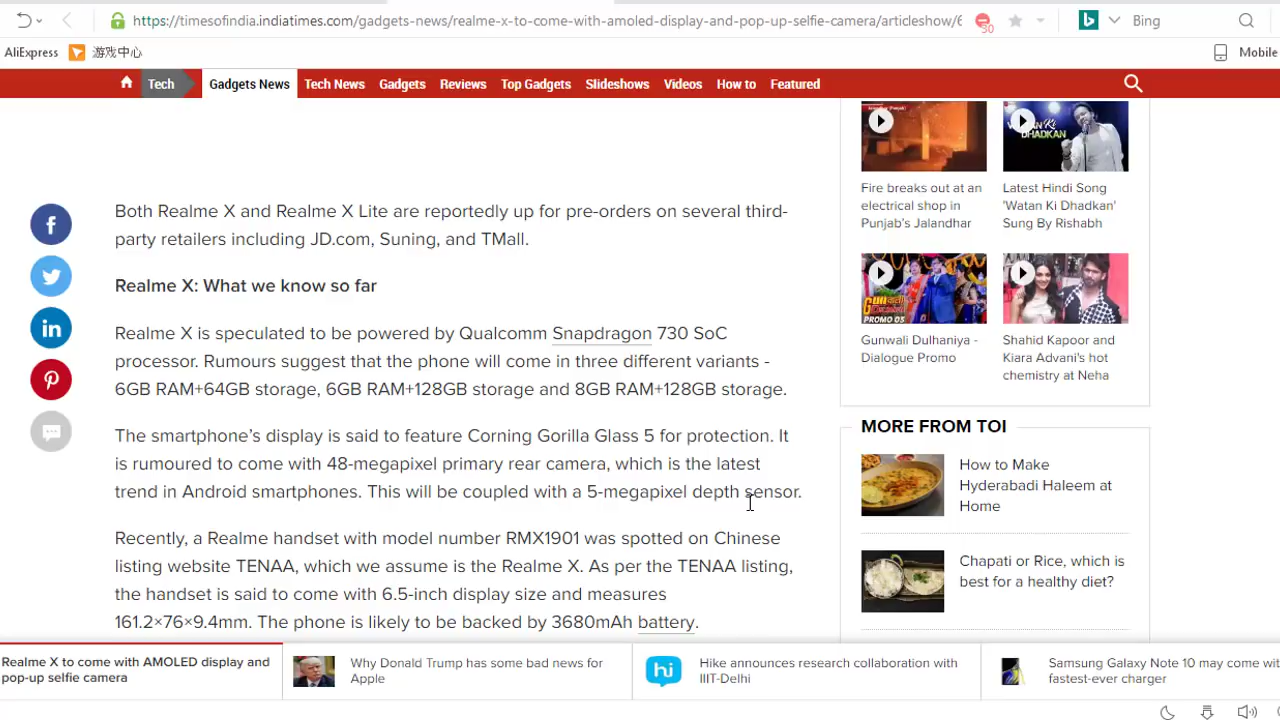 https://timesofindia.indiatimes.com/gadgets-news/realme-x-to-come-with-amoled-display-and-pop-up-selfie-camera/articleshow/6
30
Bing
AliExpress
游戏中心
Mobile
Tech
Gadgets News
Tech News
Gadgets
Reviews
Top Gadgets
Slideshows
Videos
How to
Featured
Both Realme X and Realme X Lite are reportedly up for pre-orders on several third-
party retailers including JD.com, Suning, and TMall.
Realme X: What we know so far
Realme X is speculated to be powered by Qualcomm Snapdragon 730 SoC
processor. Rumours suggest that the phone will come in three different variants -
6GB RAM+64GB storage, 6GB RAM+128GB storage and 8GB RAM+128GB storage.
The smartphone's display is said to feature Corning Gorilla Glass 5 for protection. It
is rumoured to come with 48-megapixel primary rear camera, which is the latest
trend in Android smartphones. This will be coupled with a 5-megapixel depth sensor.
Recently, a Realme handset with model number RMX1901 was spotted on Chinese
listing website TENAA, which we assume is the Realme X. As per the TENAA listing,
the handset is said to come with 6.5-inch display size and measures
161.2×76×9.4mm. The phone is likely to be backed by 3680mAh battery.
Fire breaks out at an
electrical shop in
Punjab's Jalandhar
WATAN KI
DHADKAN
Latest Hindi Song
'Watan Ki Dhadkan'
Sung By Rishabh
PROMO 05
Gunwali Dulhaniya -
Dialogue Promo
Shahid Kapoor and
Kiara Advani's hot
chemistry at Neha
MORE FROM TOI
How to Make
Hyderabadi Haleem at
Home
Chapati or Rice, which is
best for a healthy diet?
Realme X to come with AMOLED display and
pop-up selfie camera
Why Donald Trump has some bad news for
Apple
hi
Hike announces research collaboration with
IIIT-Delhi
Samsung Galaxy Note 10 may come wi
fastest-ever charger